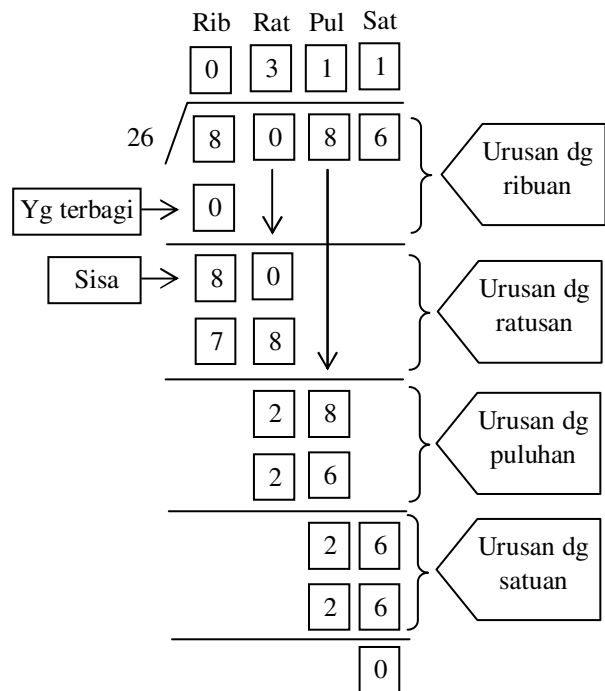 Rib Rat Pul Sat
0 3 1 1
26 8 0 8 6
Urusan dg
ribuan
Yg terbagi 0
Sisa 8 0
Urusan dg
ratusan
7 8
2 8
Urusan dg
puluhan
2 6
2 6
Urusan dg
satuan
2 6
0